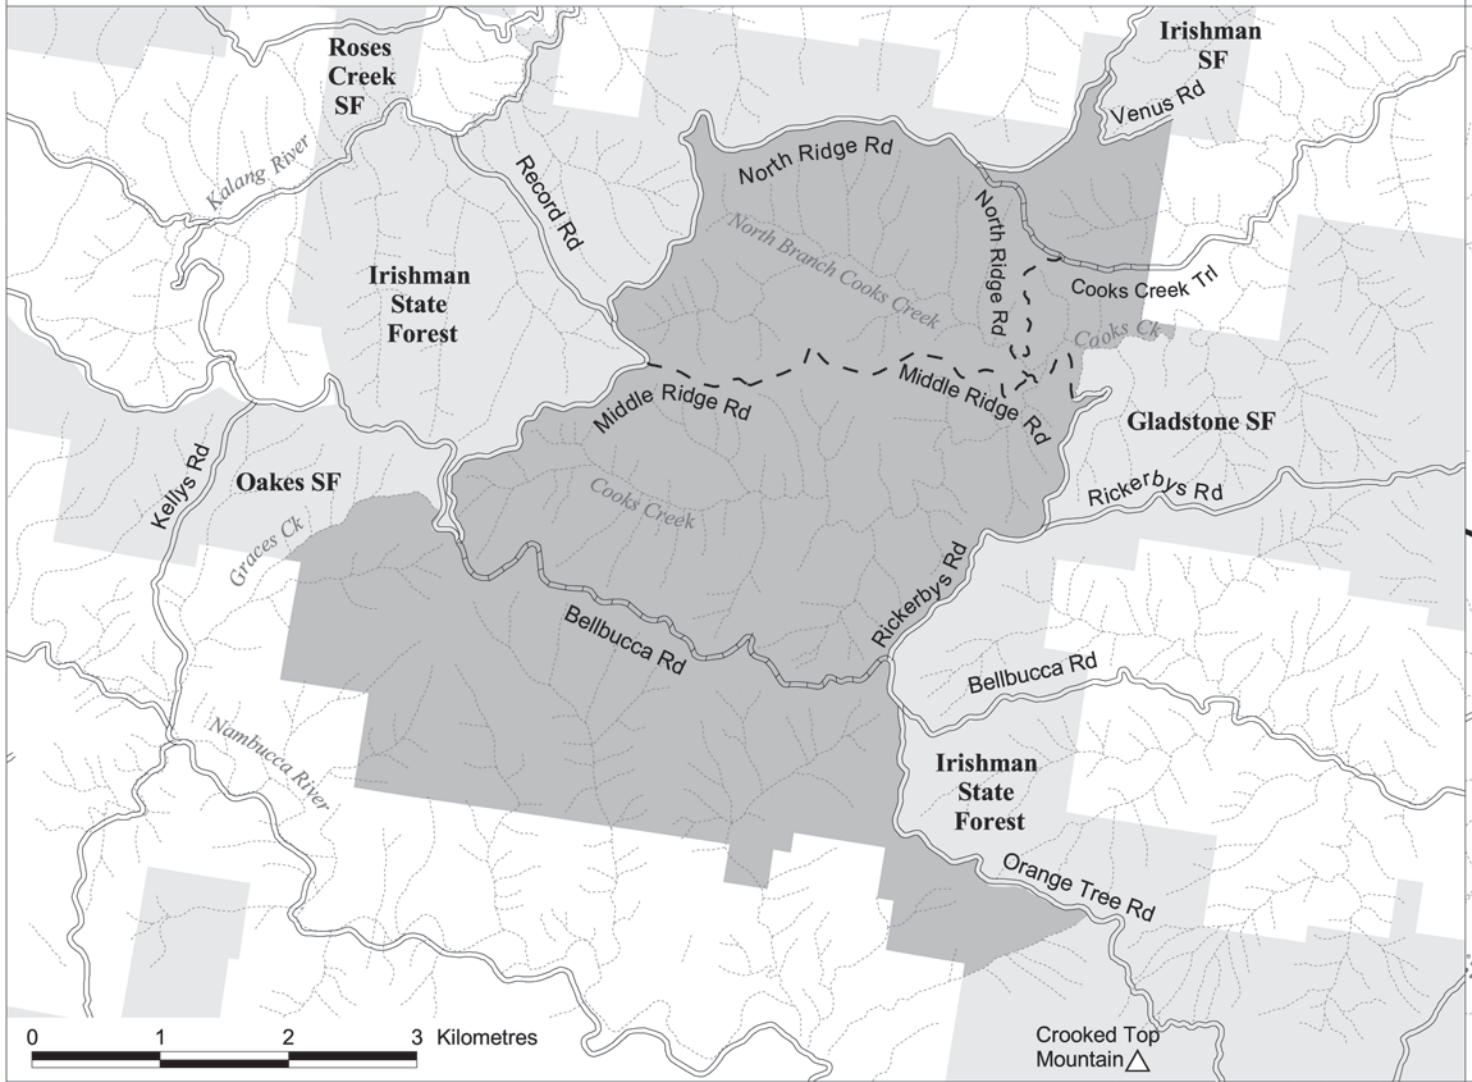 Roses
Creek
SF
Irishman
SF
Venus Rd
Kalang River
Record Rd
North Ridge Rd
North Branch Cooks Creek
North Ridge Rd
Irishman
State
Forest
Cooks Creek Trl
Cooks Ck
Middle Ridge Rd
Middle Ridge Rd
Gladstone SF
Kellys Rd
Oakes SF
Graces Ck
Cooks Creek
Rickerbys Rd
Rickerbys Rd
Bellbucca Rd
Bellbucca Rd
Nambucca River
Irishman
State
Forest
Orange Tree Rd
0 1 2 3 Kilometres
Crooked Top
Mountain